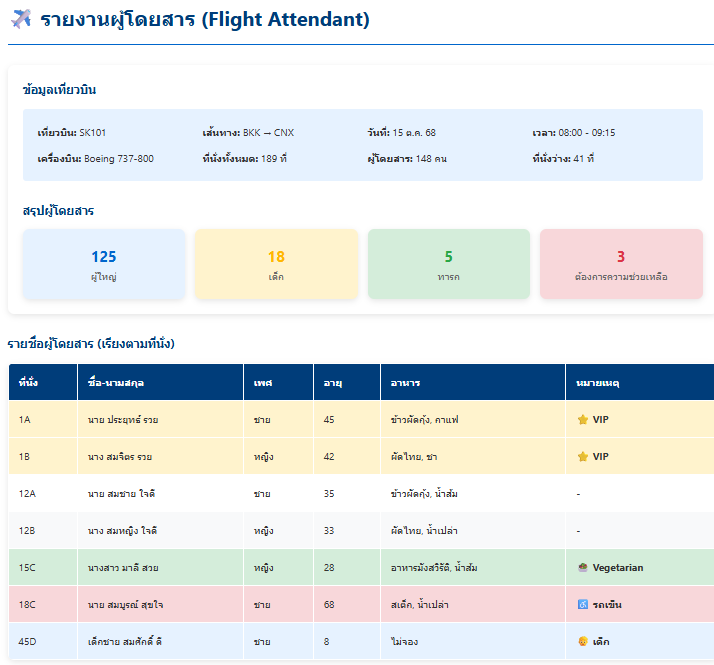 รายงานผู้โดยสาร (Flight Attendant)
ข้อมูลเที่ยวบิน
เที่ยวบิน: SK101 เส้นทาง: BKK → CNX วันที่: 15 ต.ค. 68 เวลา: 08:00 - 09:15
เครื่องบิน: Boeing 737-800 ที่นั่งทั้งหมด: 189 ที่ ผู้โดยสาร: 148 คน ที่นั่งว่าง: 41 ที่
สรุปผู้โดยสาร
125 18 5 3
ผู้ใหญ่ เด็ก ทารก ต้องการความช่วยเหลือ
รายชื่อผู้โดยสาร (เรียงตามที่นั่ง)
ที่นั่ง ชื่อ-นามสกุล เพศ อายุ อาหาร หมายเหตุ
1A นาย ประยุทธ์ รวย ชาย 45 ข้าวผัดกุ้ง, กาแฟ VIP
1B นาง สมจิตร รวย หญิง 42 ผัดไทย, ชา VIP
12A นาย สมชาย ใจดี ชาย 35 ข้าวผัดกุ้ง, น้ำส้ม -
12B นาง สมหญิง ใจดี หญิง 33 ผัดไทย, น้ำเปล่า -
15C นางสาว มาลี สวย หญิง 28 อาหารมังสวิรัติ, น้ำส้ม Vegetarian
18C นาย สมบูรณ์ สุขใจ ชาย 68 สเต็ก, น้ำเปล่า รถเข็น
45D เด็กชาย สมศักดิ์ ดี ชาย 8 ไม่จอง เด็ก